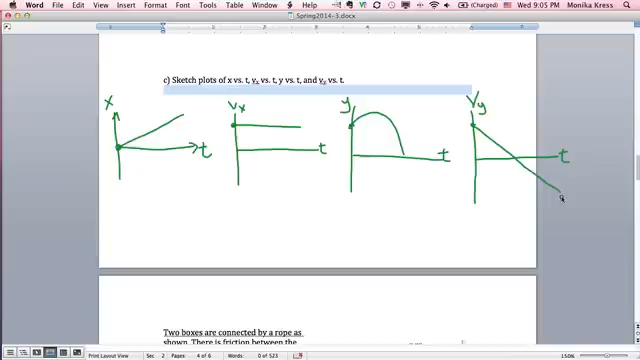 Word File Edit View Insert Format Font Tools Table Window Help
(Charged) Wed 9:05 PM Monika Kress
Spring2014-3.docx
c) Sketch plots of x vs. t, vx vs. t, y vs. t, and vy vs. t.
x t vx t y t vy t
Two boxes are connected by a rope as
shown. There is friction between the
Print Layout View Sec 2 Pages: 4 of 6 Words: 0 of 523 150%